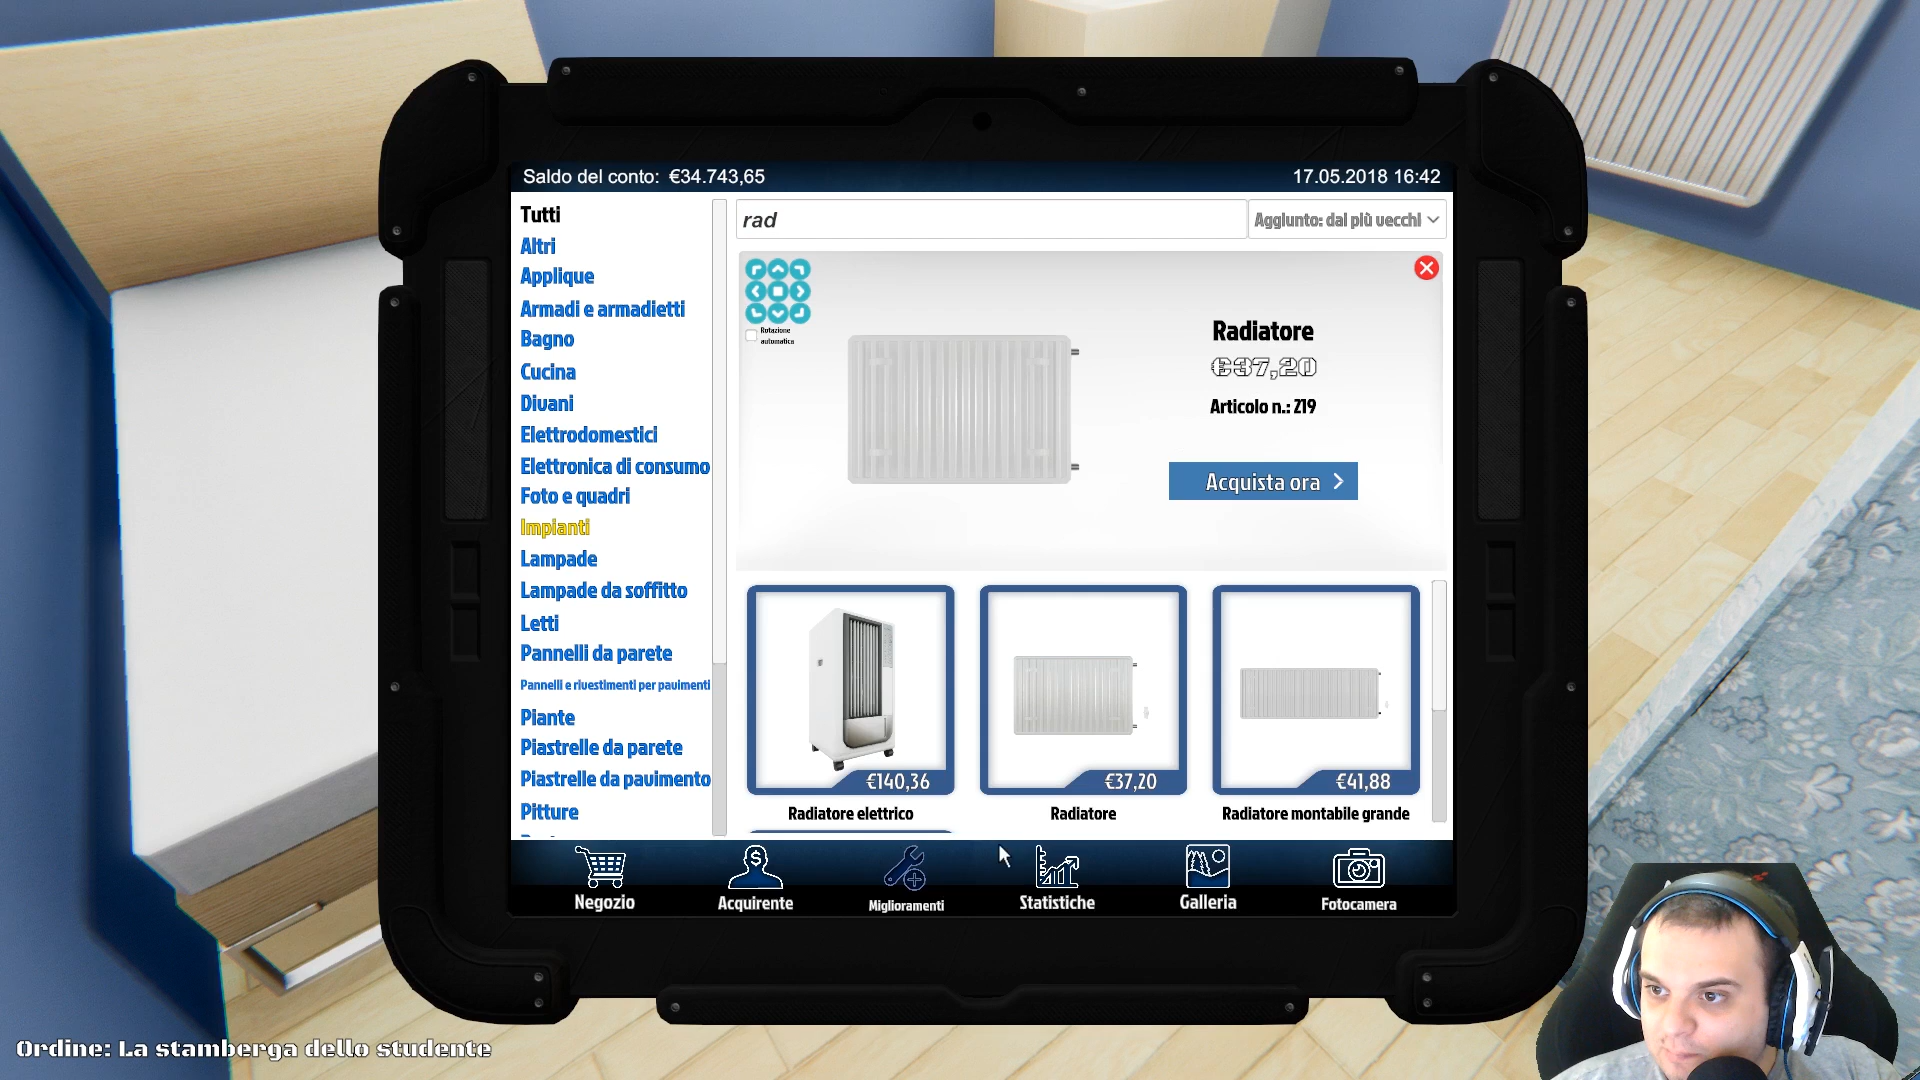 Saldo del conto: €34.743,65
17.05.2018 16:42
Tutti
Altri
Applique
Armadi e armadietti
Bagno
Cucina
Divani
Elettrodomestici
Elettronica di consumo
Foto e quadri
Impianti
Lampade
Lampade da soffitto
Letti
Pannelli da parete
Pannelli e rivestimenti per pavimenti
Piante
Piastrelle da parete
Piastrelle da pavimento
Pitture
rad
Aggiunto: dal più vecchi
Rotazione
automatica
Radiatore
€37,20
Articolo n.: 219
Acquista ora
€140,36
Radiatore elettrico
€37,20
Radiatore
€41,88
Radiatore montabile grande
Negozio
Acquirente
Miglioramenti
Statistiche
Galleria
Fotocamera
Ordine: La stamberga dello studente